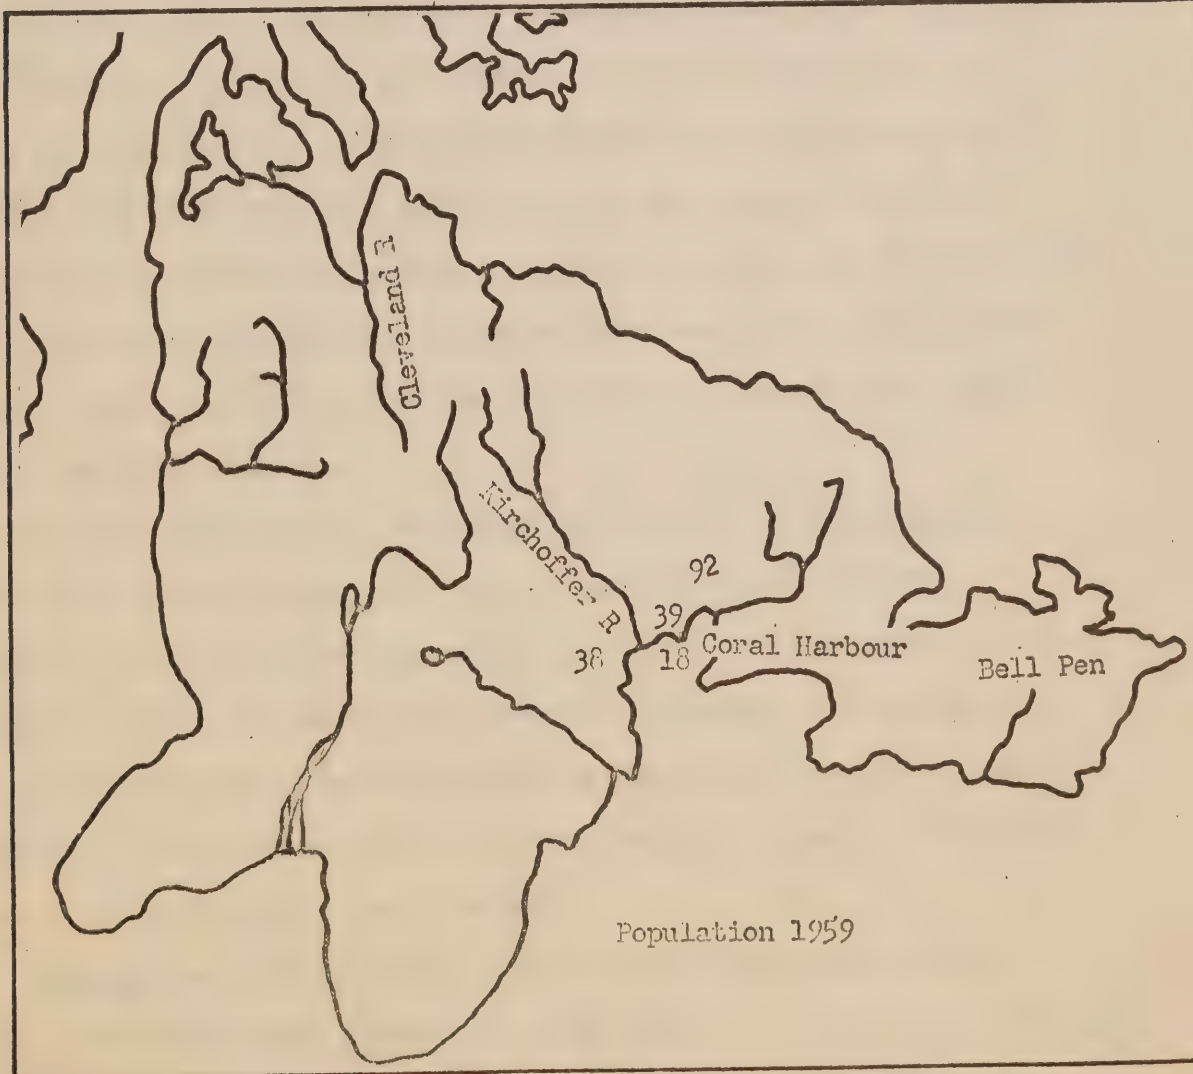 Cleveland R
Kirchoffer R
92
39
38
18
Coral Harbour
Bell Pen
Population 1959